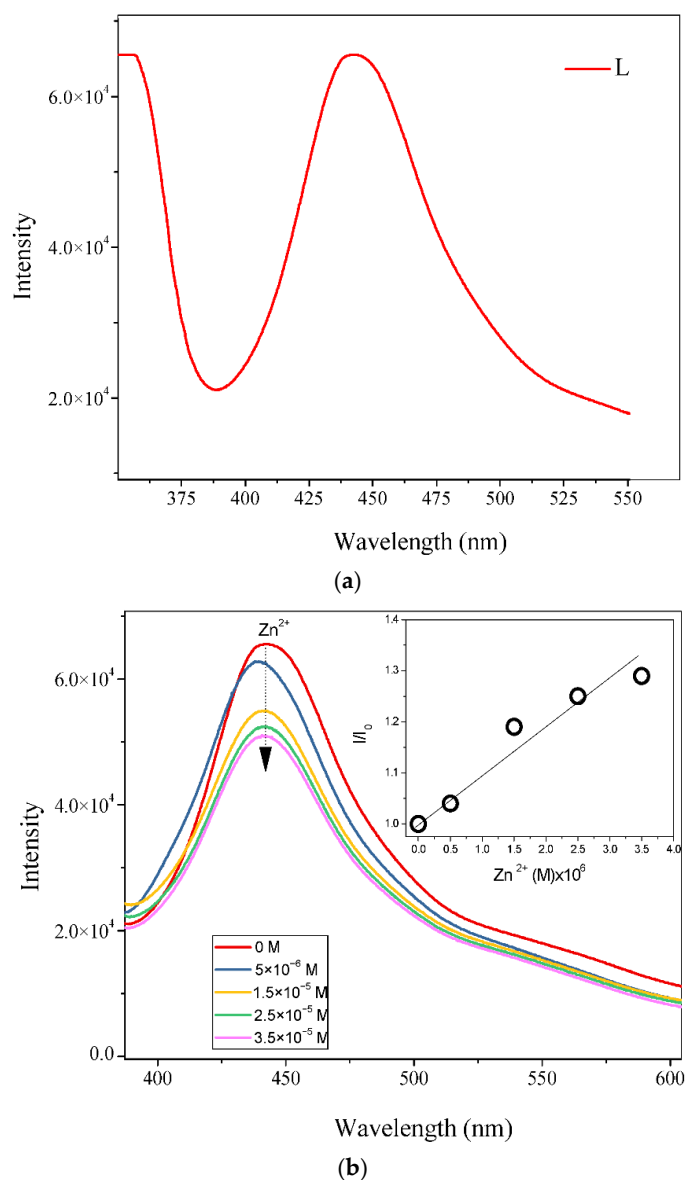 L
6.0×10⁴
4.0×10⁴
2.0×10⁴
Intensity
375 400 425 450 475 500 525 550
Wavelength (nm)
(a)
Zn²⁺
6.0×10⁴
4.0×10⁴
2.0×10⁴
0.0
Intensity
1.4
1.3
1.2
1.1
1.0
I/I₀
0.0 0.5 1.0 1.5 2.0 2.5 3.0 3.5 4.0
Zn²⁺ (M)x10⁶
0 M
5×10⁻⁶ M
1.5×10⁻⁵ M
2.5×10⁻⁵ M
3.5×10⁻⁵ M
400 450 500 550 600
Wavelength (nm)
(b)